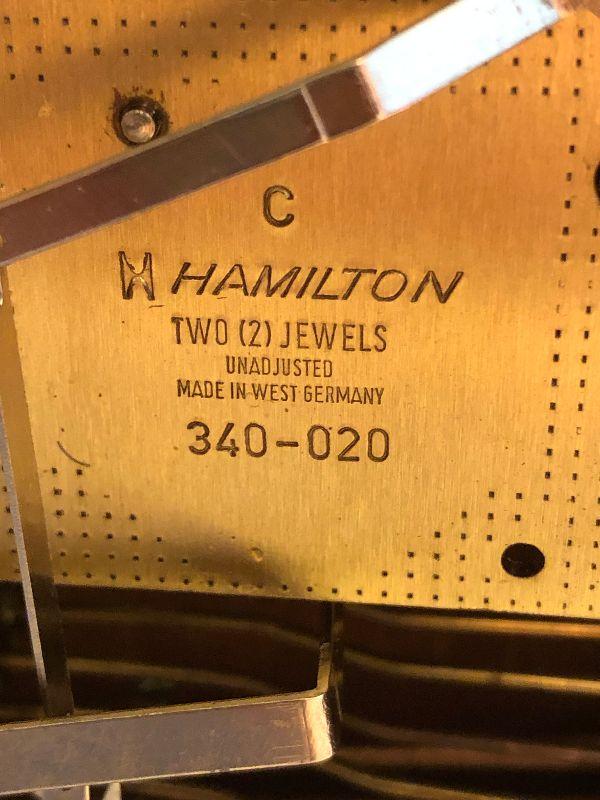 C
HAMILTON
TWO (2) JEWELS
UNADJUSTED
MADE IN WEST GERMANY
340-020